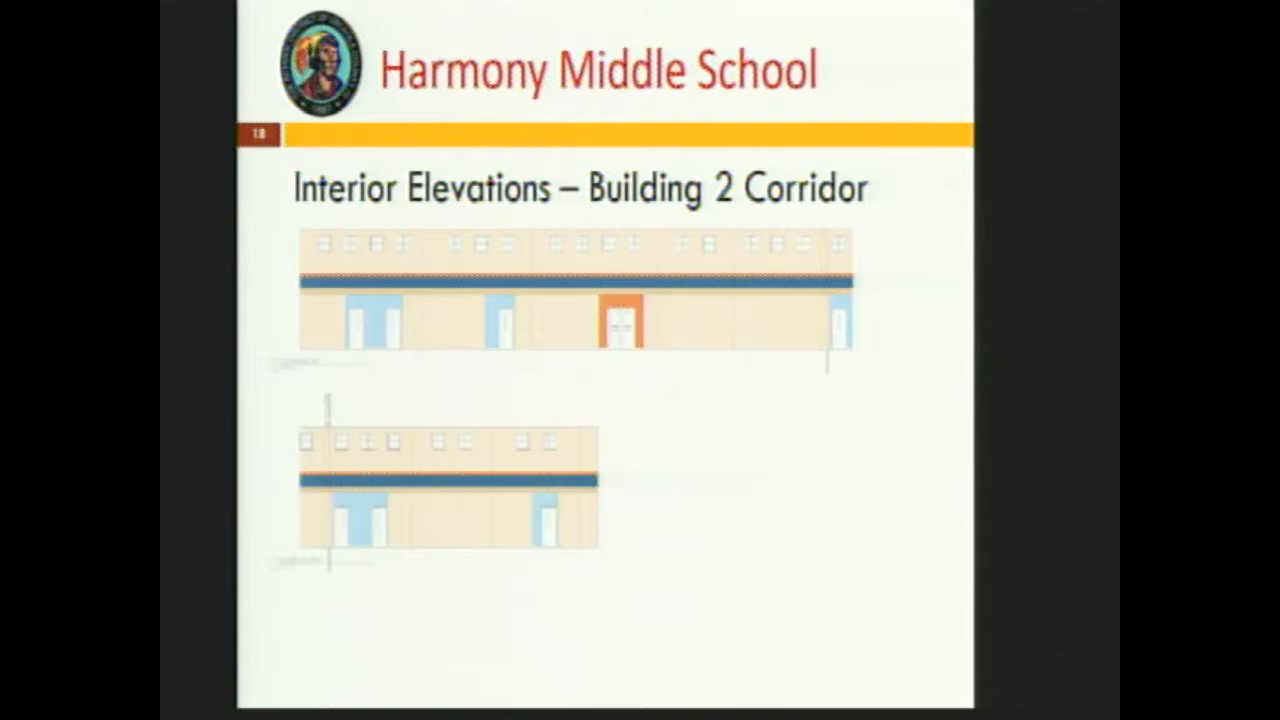 Harmony Middle School
18
Interior Elevations – Building 2 Corridor